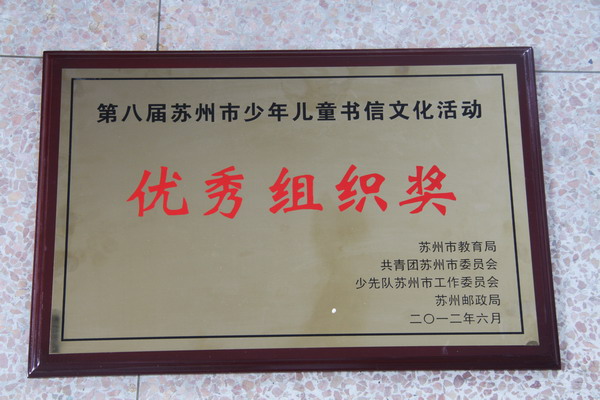 第八届苏州市少年儿童书信文化活动
优秀组织奖
苏州市教育局
共青团苏州市委员会
少先队苏州市工作委员会
苏州邮政局
二〇一二年六月